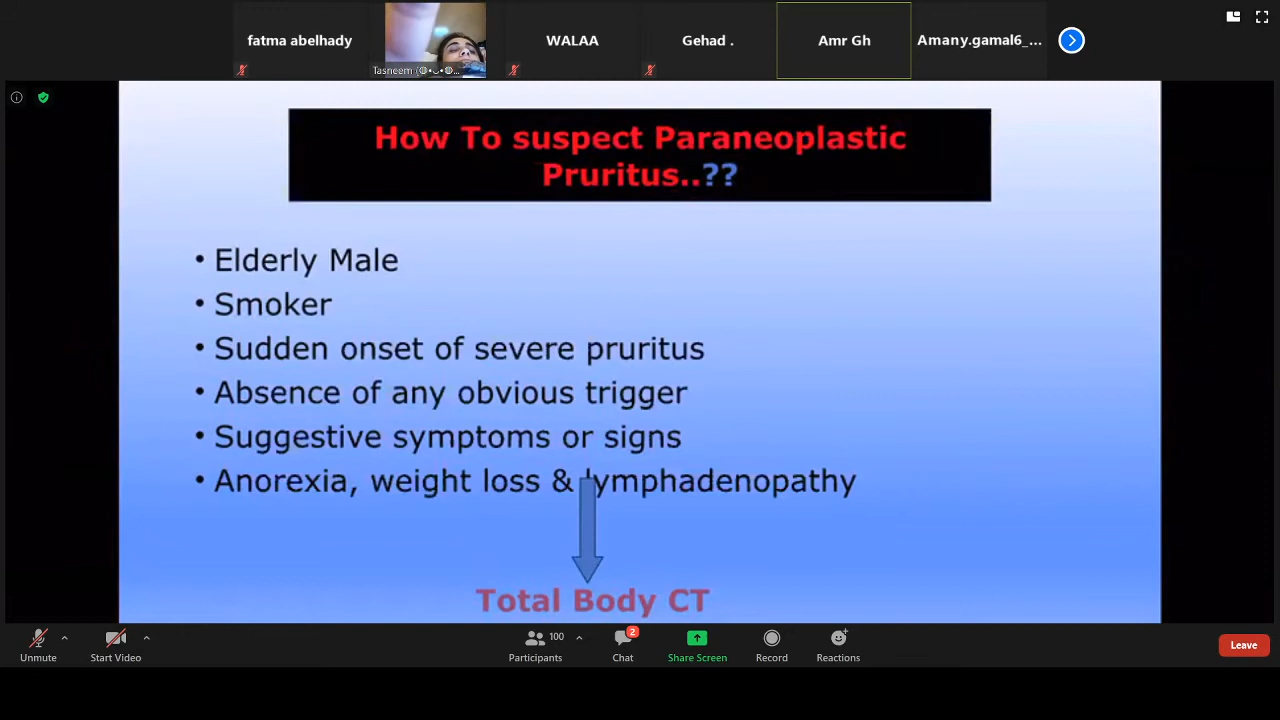 fatma abelhady
WALAA
Gehad .
Amr Gh
Amany.gamal6_...
Tasneem
How To suspect Paraneoplastic
Pruritus..??
• Elderly Male
• Smoker
• Sudden onset of severe pruritus
• Absence of any obvious trigger
• Suggestive symptoms or signs
• Anorexia, weight loss & lymphadenopathy
Total Body CT
Unmute
Start Video
Participants
100
Chat
2
Share Screen
Record
Reactions
Leave